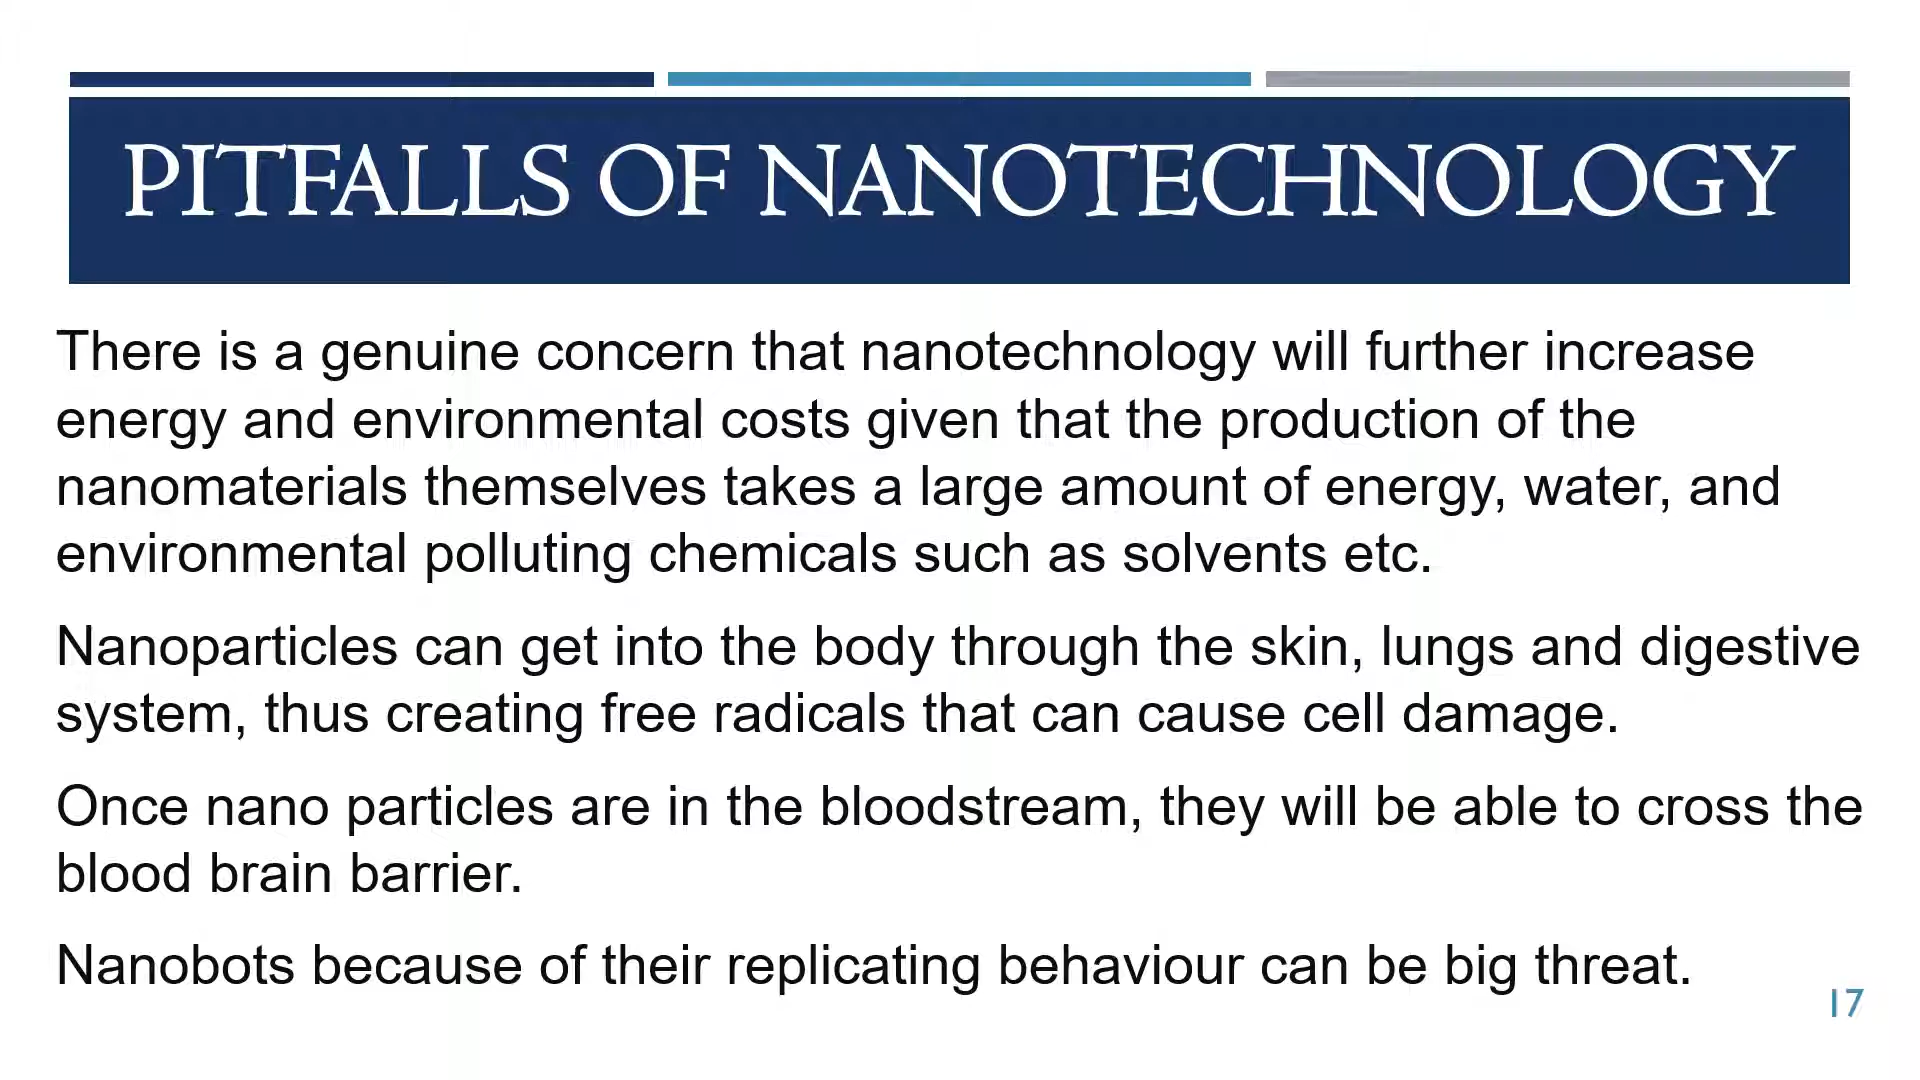 PITFALLS OF NANOTECHNOLOGY
There is a genuine concern that nanotechnology will further increase
energy and environmental costs given that the production of the
nanomaterials themselves takes a large amount of energy, water, and
environmental polluting chemicals such as solvents etc.
Nanoparticles can get into the body through the skin, lungs and digestive
system, thus creating free radicals that can cause cell damage.
Once nano particles are in the bloodstream, they will be able to cross the
blood brain barrier.
Nanobots because of their replicating behaviour can be big threat.
17